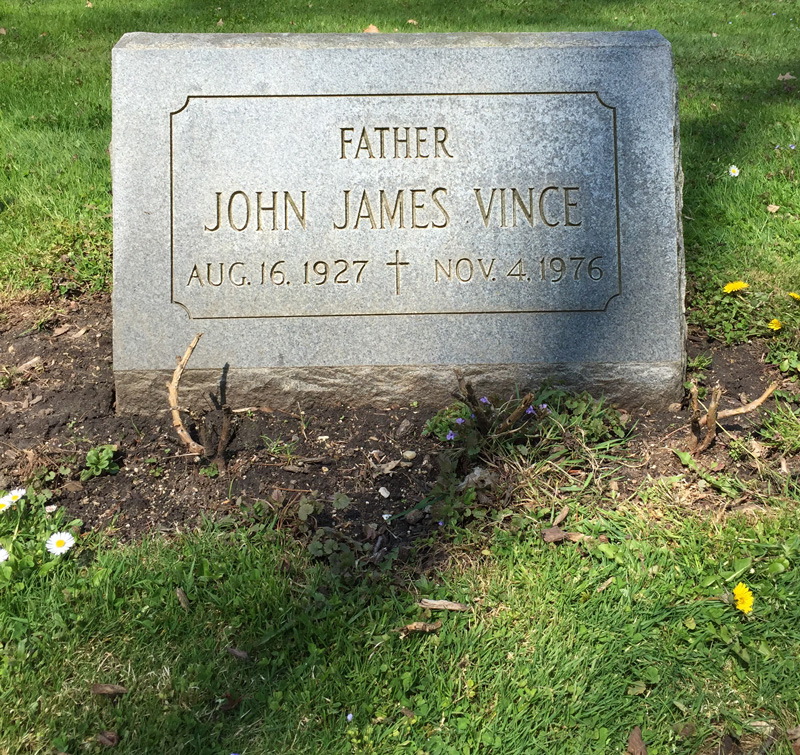 FATHER
JOHN JAMES VINCE
AUG. 16. 1927 NOV. 4. 1976